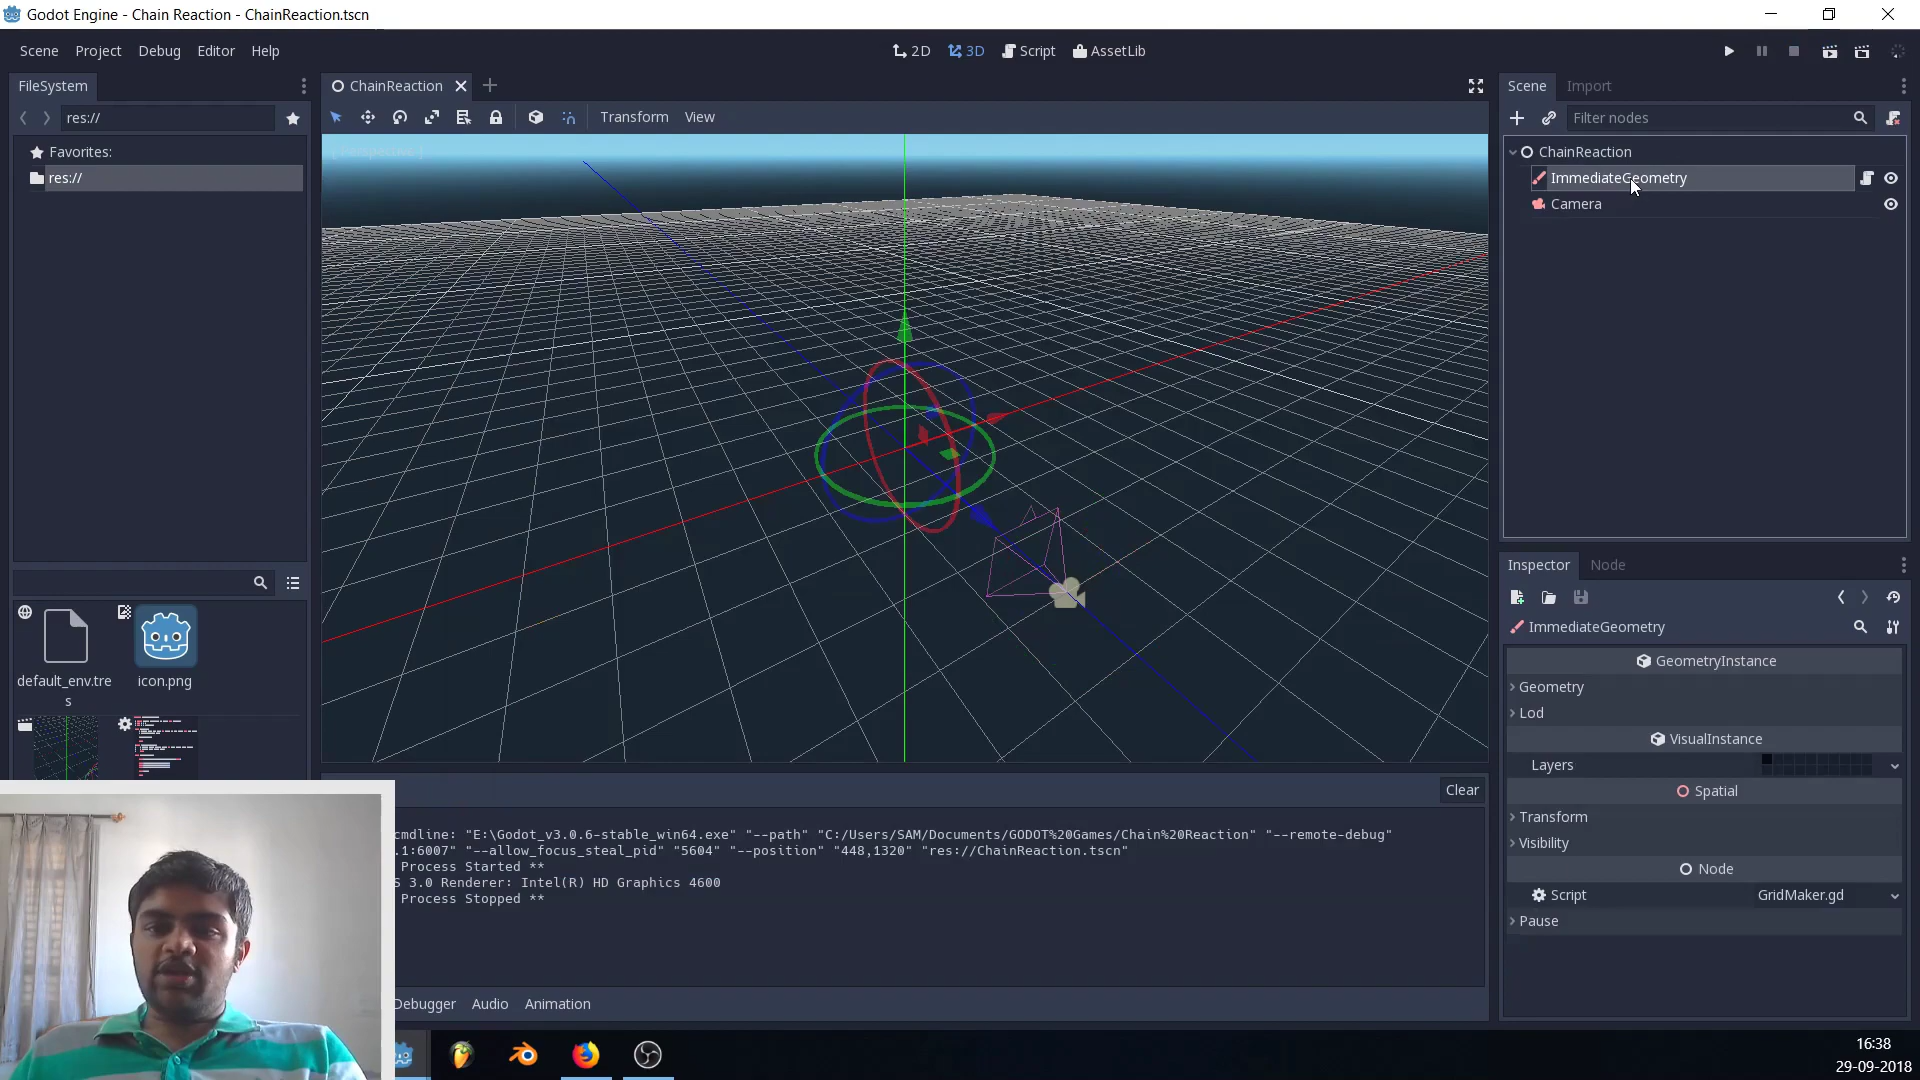 Godot Engine - Chain Reaction - ChainReaction.tscn
Scene Project Debug Editor Help
2D 3D Script AssetLib
FileSystem
res://
Favorites:
res://
default_env.tre
s
icon.png
ChainReaction
Transform View
Clear
cmdline: "E:\Godot_v3.0.6-stable_win64.exe" "--path" "C:/Users/SAM/Documents/GODOT%20Games/Chain%20Reaction" "--remote-debug"
.1:6007" "--allow_focus_steal_pid" "5604" "--position" "448,1320" "res://ChainReaction.tscn"
Process Started **
S 3.0 Renderer: Intel(R) HD Graphics 4600
Process Stopped **
Debugger Audio Animation
Scene Import
Filter nodes
ChainReaction
ImmediateGeometry
Camera
Inspector Node
ImmediateGeometry
GeometryInstance
Geometry
Lod
VisualInstance
Layers
Spatial
Transform
Visibility
Node
Script GridMaker.gd
Pause
16:38
29-09-2018